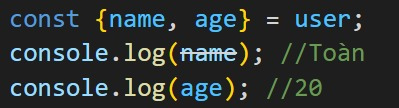 const {name, age} = user;
console.log(name); //Toàn
console.log(age); //20